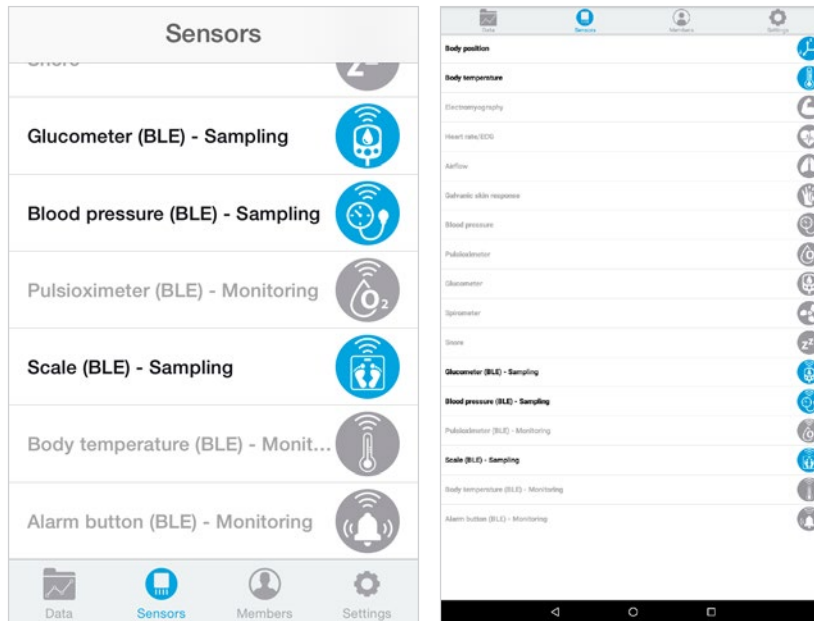 Sensors
Snore
Glucometer (BLE) - Sampling
Blood pressure (BLE) - Sampling
Pulsioximeter (BLE) - Monitoring
O2
Scale (BLE) - Sampling
Body temperature (BLE) - Monit...
Alarm button (BLE) - Monitoring
Data Sensors Members Settings
Data Sensors Members Settings
Body position
Body temperature
Electromyography
Heart rate/ECG
Airflow
Galvanic skin response
Blood pressure
Pulsioximeter
Glucometer
Spirometer
Snore
Glucometer (BLE) - Sampling
Blood pressure (BLE) - Sampling
Pulsioximeter (BLE) - Monitoring
Scale (BLE) - Sampling
Body temperature (BLE) - Monitoring
Alarm button (BLE) - Monitoring